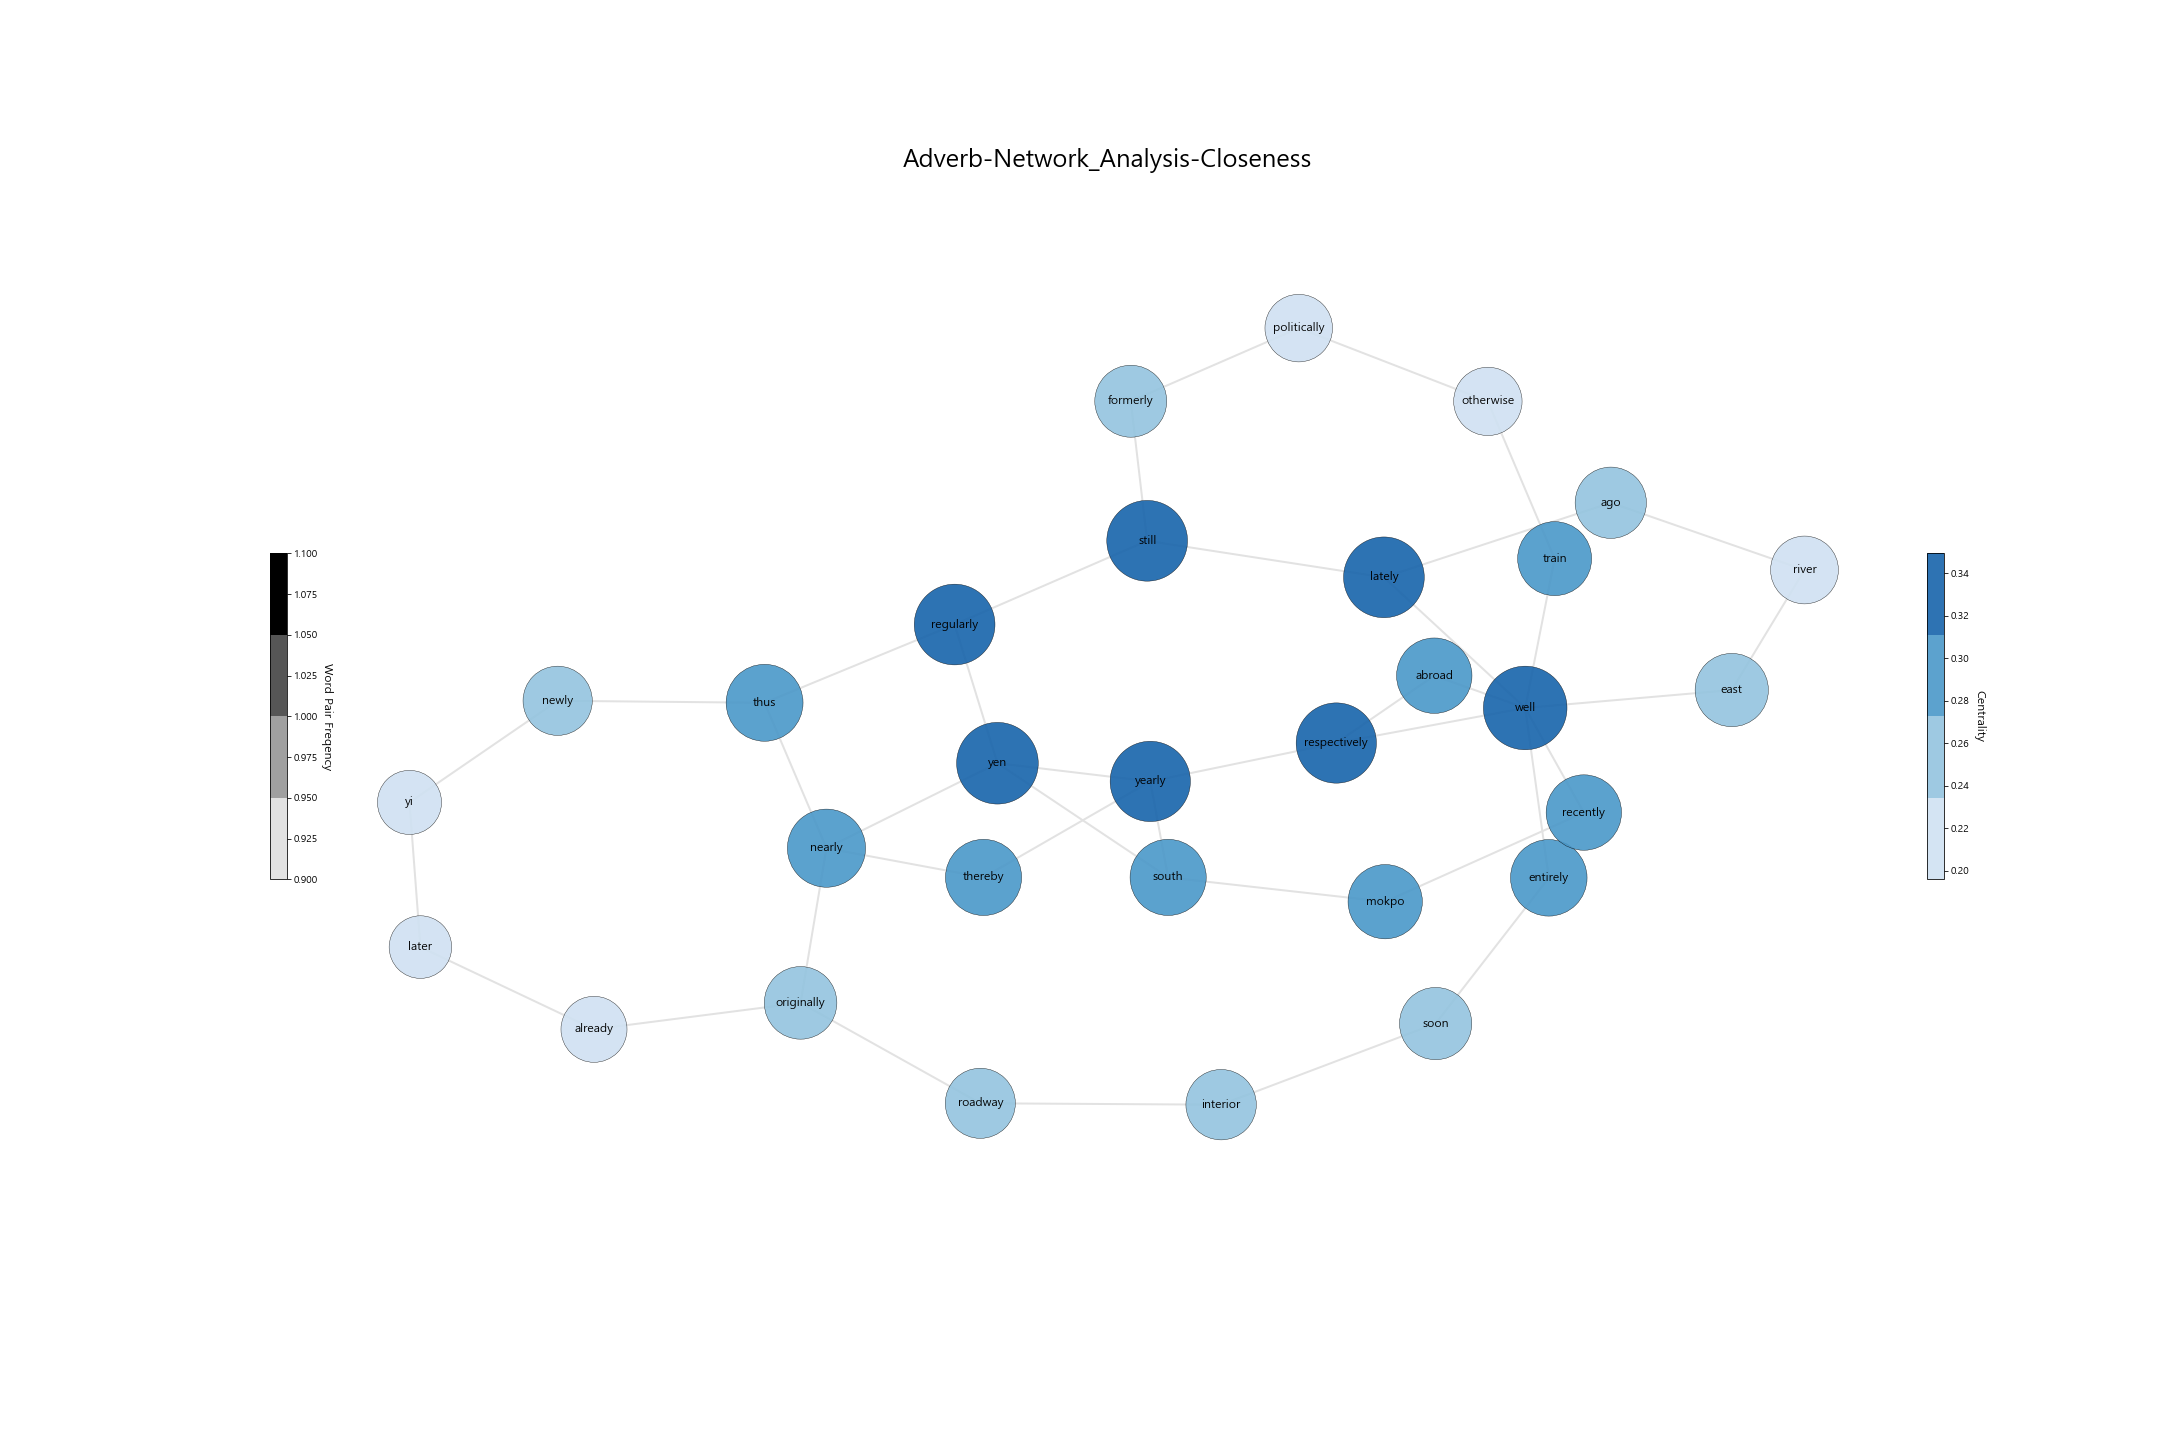 Adverb-Network_Analysis-Closeness
politically
formerly
otherwise
ago
still
train
river
lately
regularly
abroad
east
newly
thus
well
respectively
yen
yearly
yi
recently
nearly
thereby
south
entirely
mokpo
later
originally
soon
already
roadway
interior
1.100
1.075
1.050
1.025
1.000
0.975
0.950
0.925
0.900
Word Pair Freqency
0.34
0.32
0.30
0.28
0.26
0.24
0.22
0.20
Centrality